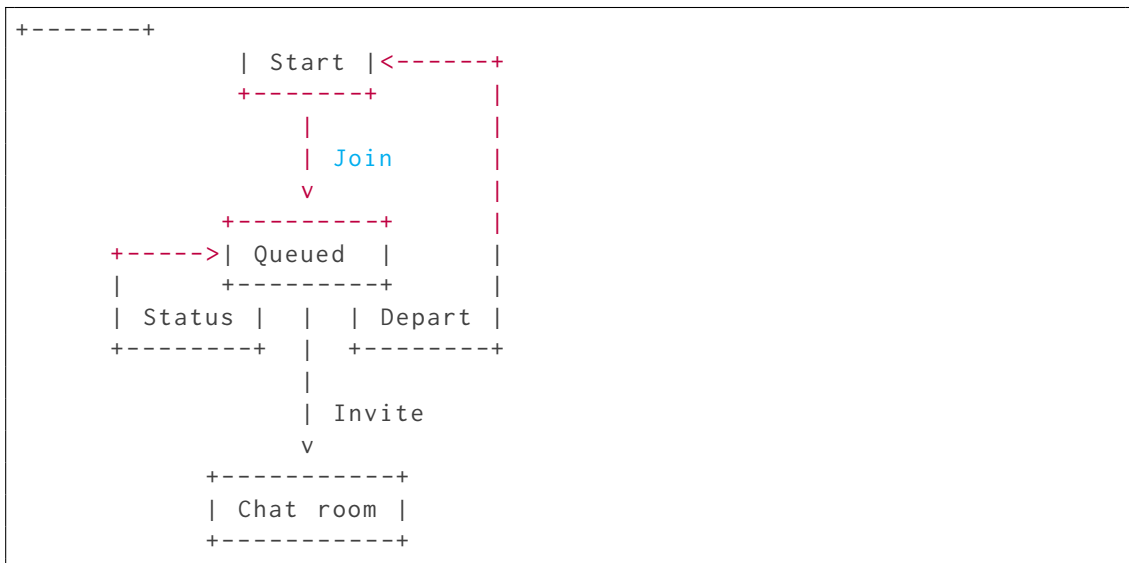 +-------+
              | Start |<------+
              +-------+       |
                  |           |
                  | Join      |
                  v           |
             +---------+      |
      +----->| Queued  |      |
      |      +---------+      |
      | Status |  |  | Depart |
      +--------+  |  +--------+
                  |
                  | Invite
                  v
            +-----------+
            | Chat room |
            +-----------+